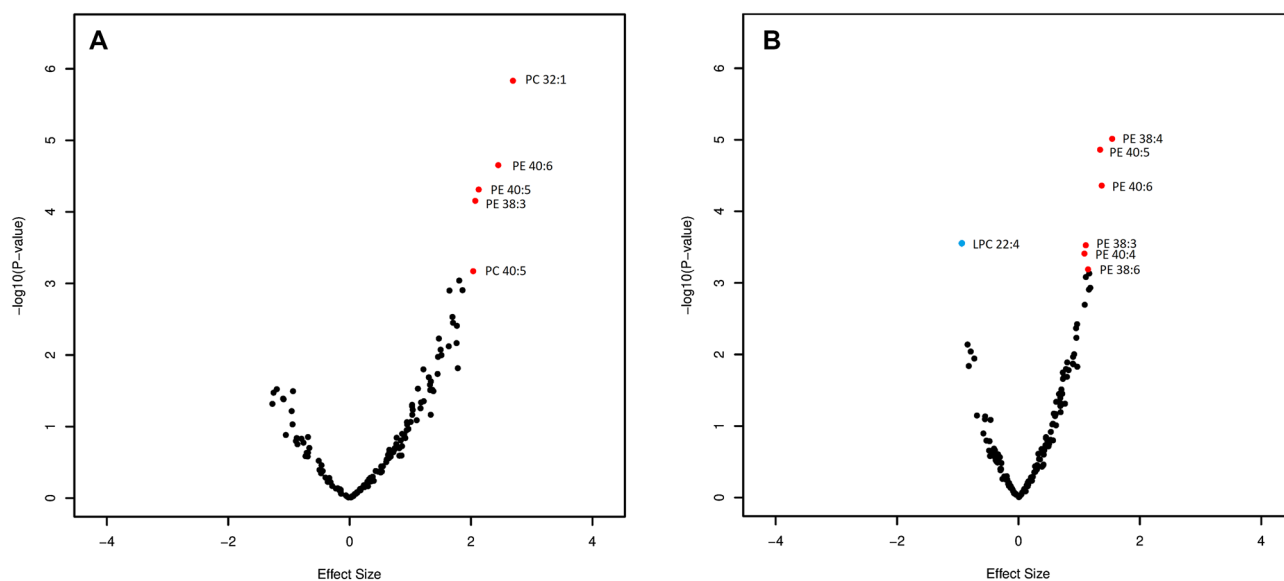 A
6
5
4
3
2
1
0
−log10(P−value)
PC 32:1
PE 40:6
PE 40:5
PE 38:3
PC 40:5
−4
−2
0
2
4
Effect Size
B
6
5
4
3
2
1
0
−log10(P−value)
PE 38:4
PE 40:5
PE 40:6
LPC 22:4
PE 38:3
PE 40:4
PE 38:6
−4
−2
0
2
4
Effect Size